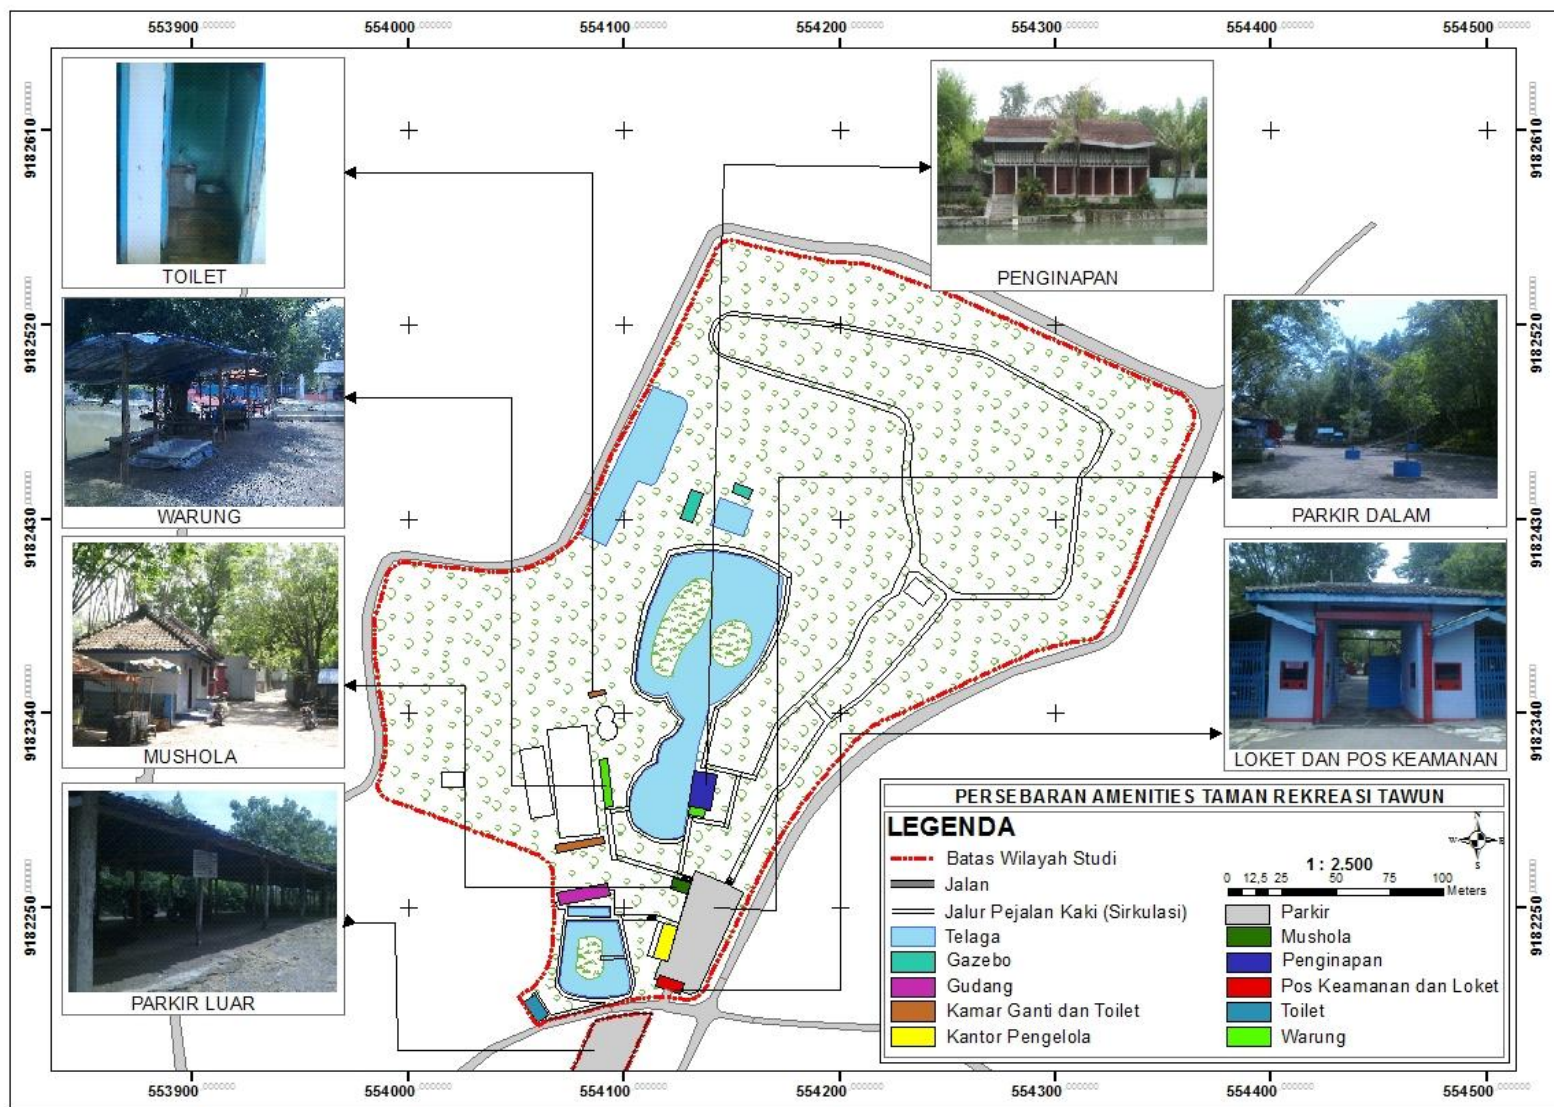 553900 554000 554100 554200 554300 554400 554500
9182610
9182520
9182430
9182340
9182250
9182610
9182520
9182430
9182340
9182250
TOILET
WARUNG
MUSHOLA
PARKIR LUAR
PENGINAPAN
PARKIR DALAM
LOKET DAN POS KEAMANAN
PERSEBARAN AMENITIES TAMAN REKREASI TAWUN
LEGENDA
N
W E
S
1 : 2.500
0 12,5 25 50 75 100
Meters
Batas Wilayah Studi
Jalan
Jalur Pejalan Kaki (Sirkulasi)
Telaga
Gazebo
Gudang
Kamar Ganti dan Toilet
Kantor Pengelola
Parkir
Mushola
Penginapan
Pos Keamanan dan Loket
Toilet
Warung
553900 554000 554100 554200 554300 554400 554500